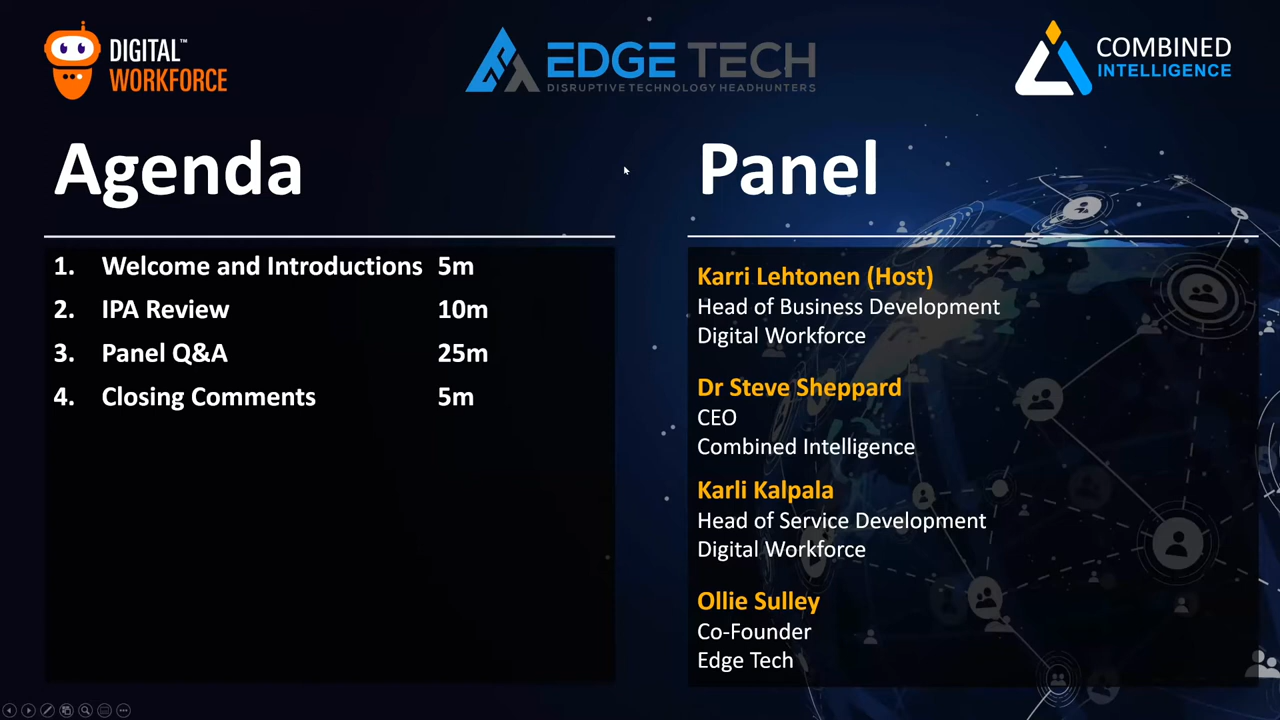 DIGITAL™
WORKFORCE
EDGE TECH
DISRUPTIVE TECHNOLOGY HEADHUNTERS
COMBINED
INTELLIGENCE
Agenda
1. Welcome and Introductions 5m
2. IPA Review 10m
3. Panel Q&A 25m
4. Closing Comments 5m
Panel
Karri Lehtonen (Host)
Head of Business Development
Digital Workforce
Dr Steve Sheppard
CEO
Combined Intelligence
Karli Kalpala
Head of Service Development
Digital Workforce
Ollie Sulley
Co-Founder
Edge Tech